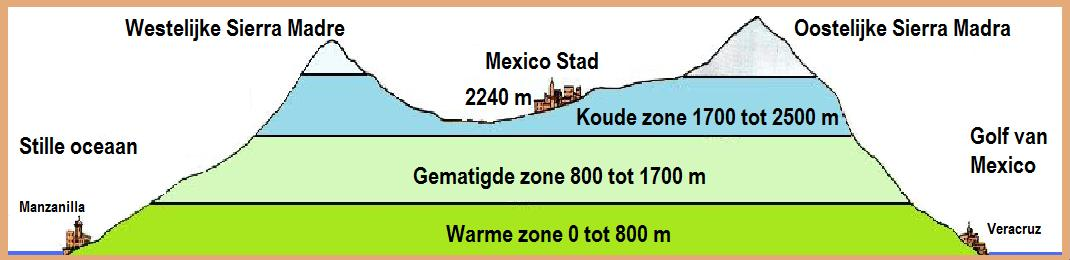 Westelijke Sierra Madre
Oostelijke Sierra Madra
Mexico Stad
2240 m
Koude zone 1700 tot 2500 m
Stille oceaan
Golf van
Mexico
Gematigde zone 800 tot 1700 m
Manzanilla
Veracruz
Warme zone 0 tot 800 m